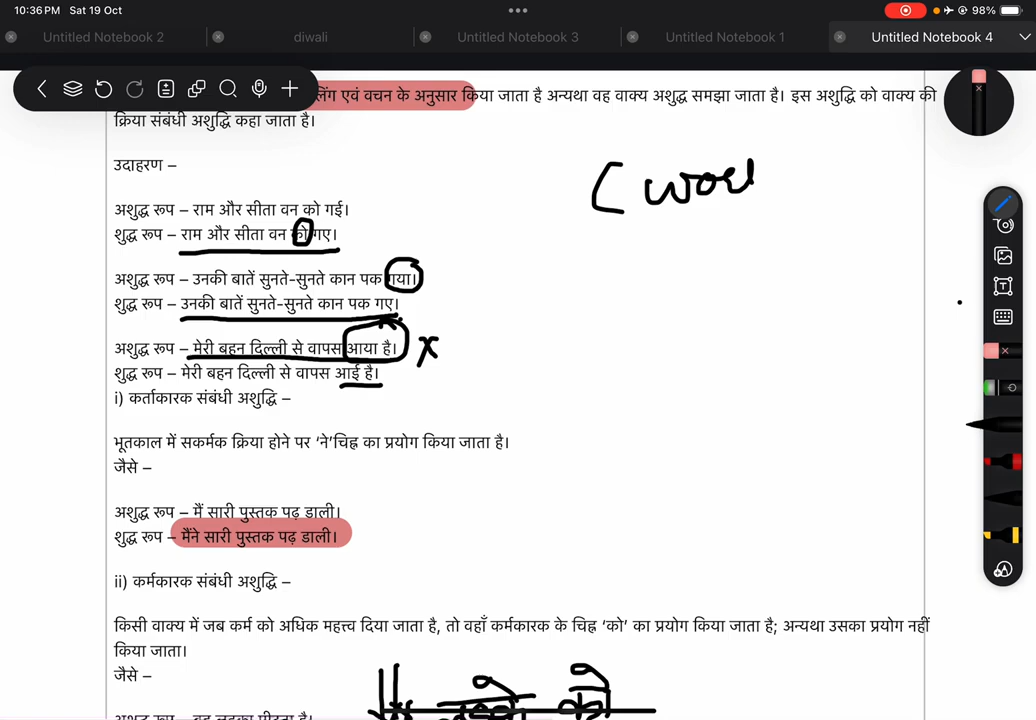 10:36 PM Sat 19 Oct
98%
Untitled Notebook 2
diwali
Untitled Notebook 3
Untitled Notebook 1
Untitled Notebook 4
लिंग एवं वचन के अनुसार किया जाता है अन्यथा वह वाक्य अशुद्ध समझा जाता है। इस अशुद्धि को वाक्य की
क्रिया संबंधी अशुद्धि कहा जाता है।
उदाहरण –
अशुद्ध रूप – राम और सीता वन को गई।
शुद्ध रूप – राम और सीता वन को गए।
अशुद्ध रूप – उनकी बातें सुनते-सुनते कान पक गया।
शुद्ध रूप – उनकी बातें सुनते-सुनते कान पक गए।
अशुद्ध रूप – मेरी बहन दिल्ली से वापस आया है। x
शुद्ध रूप – मेरी बहन दिल्ली से वापस आई है।
i) कर्ताकारक संबंधी अशुद्धि –
भूतकाल में सकर्मक क्रिया होने पर ‘ने’चिह्न का प्रयोग किया जाता है।
जैसे –
अशुद्ध रूप – मैं सारी पुस्तक पढ़ डाली।
शुद्ध रूप – मैंने सारी पुस्तक पढ़ डाली।
ii) कर्मकारक संबंधी अशुद्धि –
किसी वाक्य में जब कर्म को अधिक महत्त्व दिया जाता है, तो वहाँ कर्मकारक के चिह्न ‘को’ का प्रयोग किया जाता है; अन्यथा उसका प्रयोग नहीं
किया जाता।
जैसे –